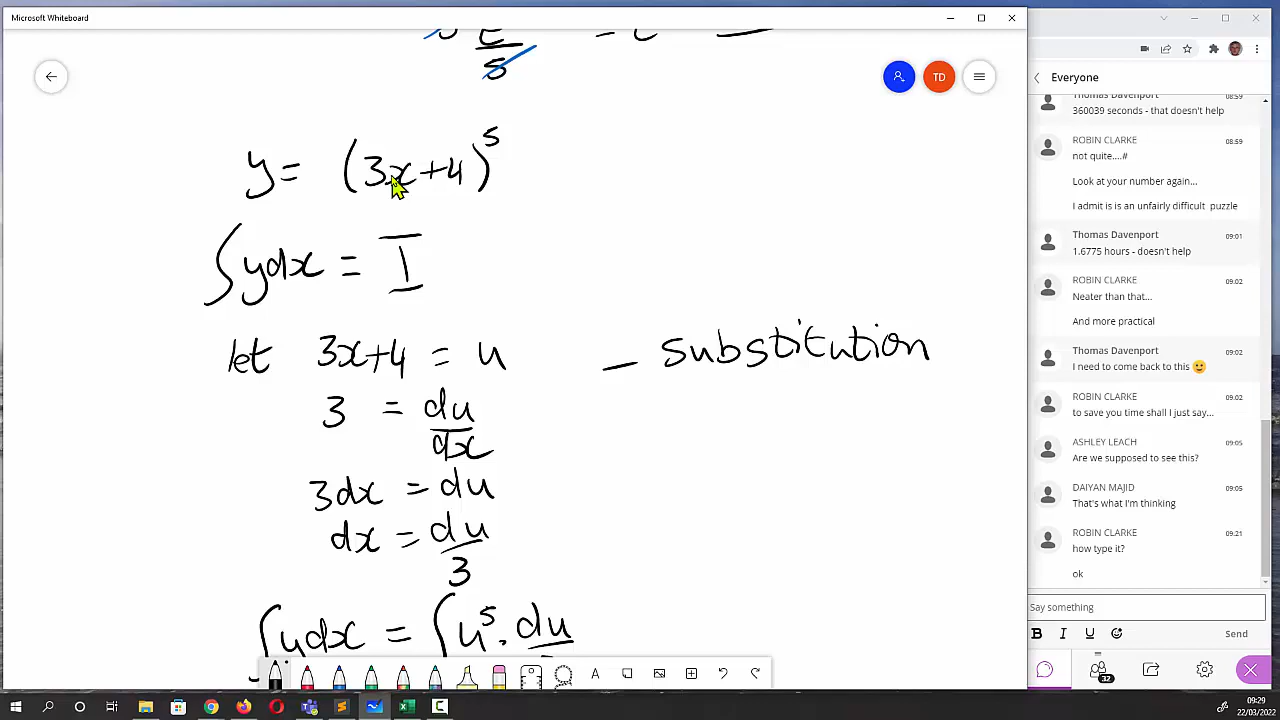 Microsoft Whiteboard
5
TD
y = (3x+4)^5
∫ydx = I
let 3x+4 = u — substitution
3 = du/dx
3dx = du
dx = du/3
∫ydx = ∫u^5 . du
A
Everyone
Thomas Davenport 08:59
360039 seconds - that doesn't help
ROBIN CLARKE 08:59
not quite....#
Look at your number again...
I admit is is an unfairly difficult puzzle
Thomas Davenport 09:01
1.6775 hours - doesn't help
ROBIN CLARKE 09:02
Neater than that...
And more practical
Thomas Davenport 09:02
I need to come back to this 😉
ROBIN CLARKE 09:02
to save you time shall I just say...
ASHLEY LEACH 09:05
Are we supposed to see this?
DAIYAN MAJID 09:05
That's what I'm thinking
ROBIN CLARKE 09:21
how type it?
ok
Say something
B I U Send
32
09:29
22/03/2022